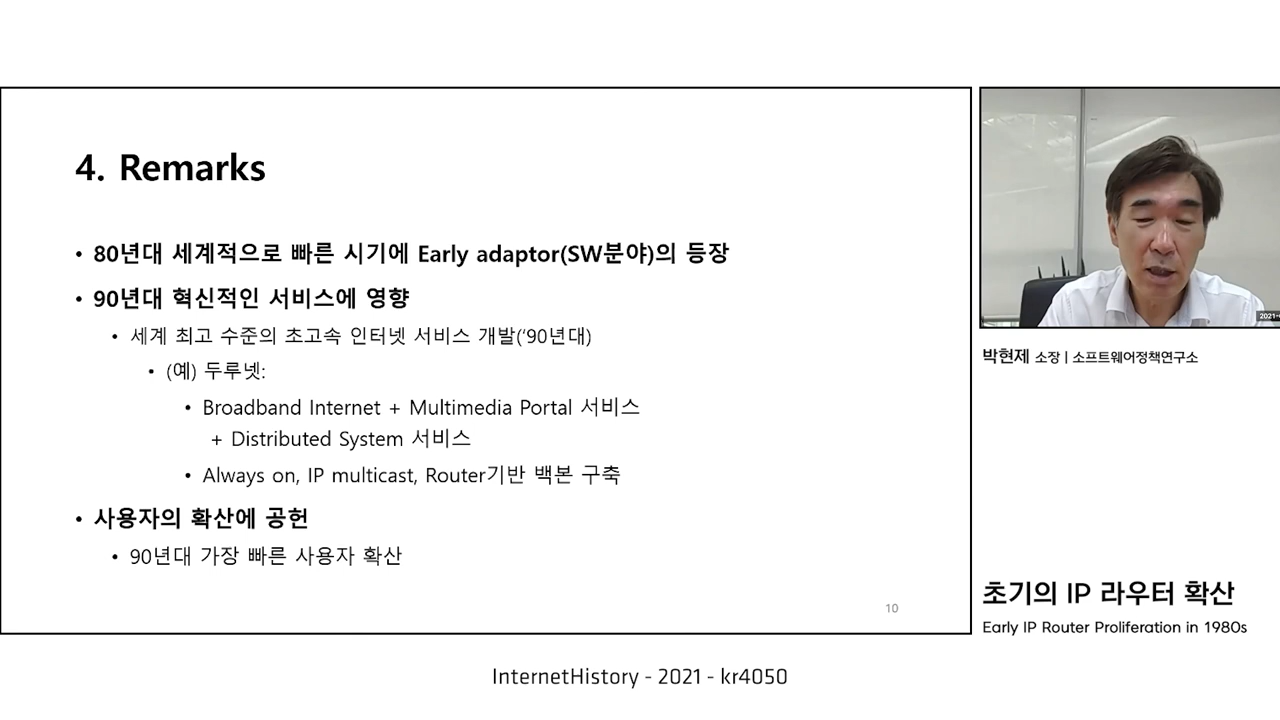 4. Remarks
• 80년대 세계적으로 빠른 시기에 Early adaptor(SW분야)의 등장
• 90년대 혁신적인 서비스에 영향
• 세계 최고 수준의 초고속 인터넷 서비스 개발('90년대)
• (예) 두루넷:
• Broadband Internet + Multimedia Portal 서비스
+ Distributed System 서비스
• Always on, IP multicast, Router기반 백본 구축
• 사용자의 확산에 공헌
• 90년대 가장 빠른 사용자 확산
10
박현제 소장 | 소프트웨어정책연구소
초기의 IP 라우터 확산
Early IP Router Proliferation in 1980s
InternetHistory - 2021 - kr4050